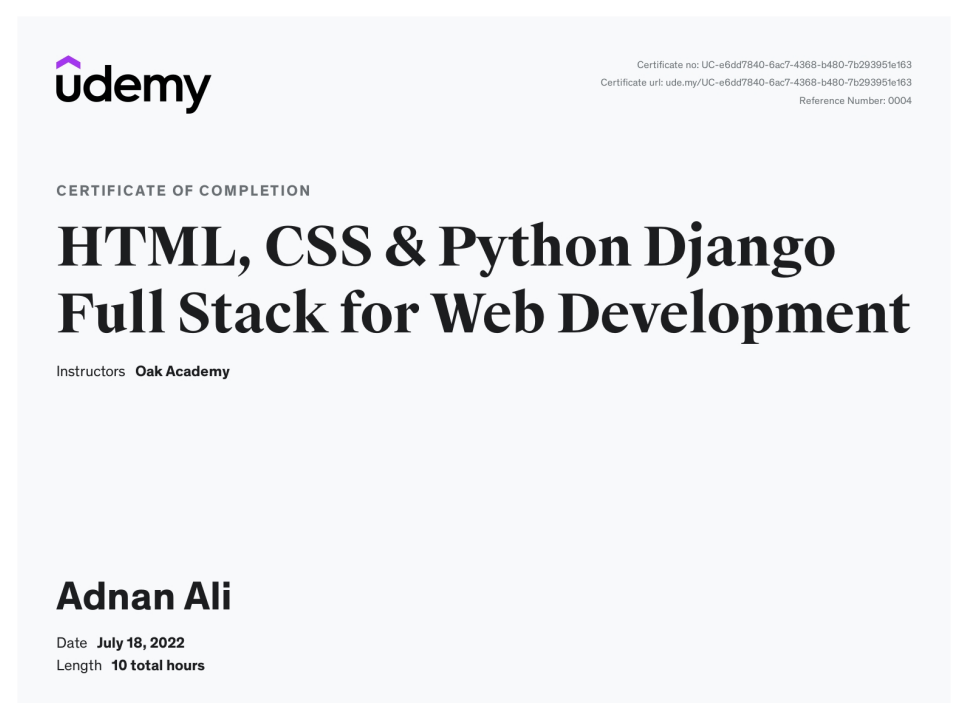 udemy
Certificate no: UC-e6dd7840-6ac7-4368-b480-7b293951e163
Certificate url: ude.my/UC-e6dd7840-6ac7-4368-b480-7b293951e163
Reference Number: 0004
CERTIFICATE OF COMPLETION
HTML, CSS & Python Django
Full Stack for Web Development
Instructors Oak Academy
Adnan Ali
Date July 18, 2022
Length 10 total hours